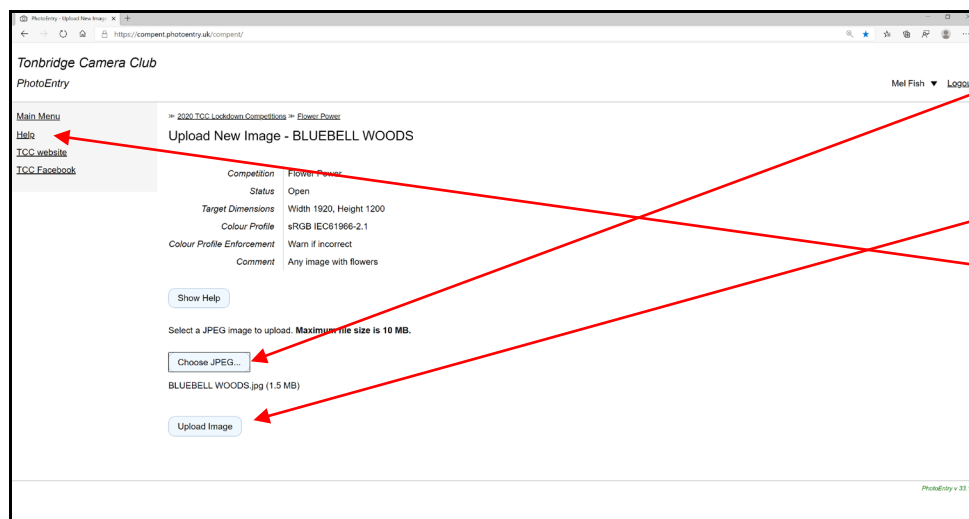 PhotoEntry - Upload New Image
https://compent.photoentry.uk/compent/
Tonbridge Camera Club
PhotoEntry
Mel Fish ▼ Logou
Main Menu
Help
TCC website
TCC Facebook
≫ 2020 TCC Lockdown Competitions ≫ Flower Power
Upload New Image - BLUEBELL WOODS
Competition Flower Power
Status Open
Target Dimensions Width 1920, Height 1200
Colour Profile sRGB IEC61966-2.1
Colour Profile Enforcement Warn if incorrect
Comment Any image with flowers
Show Help
Select a JPEG image to upload. Maximum file size is 10 MB.
Choose JPEG...
BLUEBELL WOODS.jpg (1.5 MB)
Upload Image
PhotoEntry v 33.